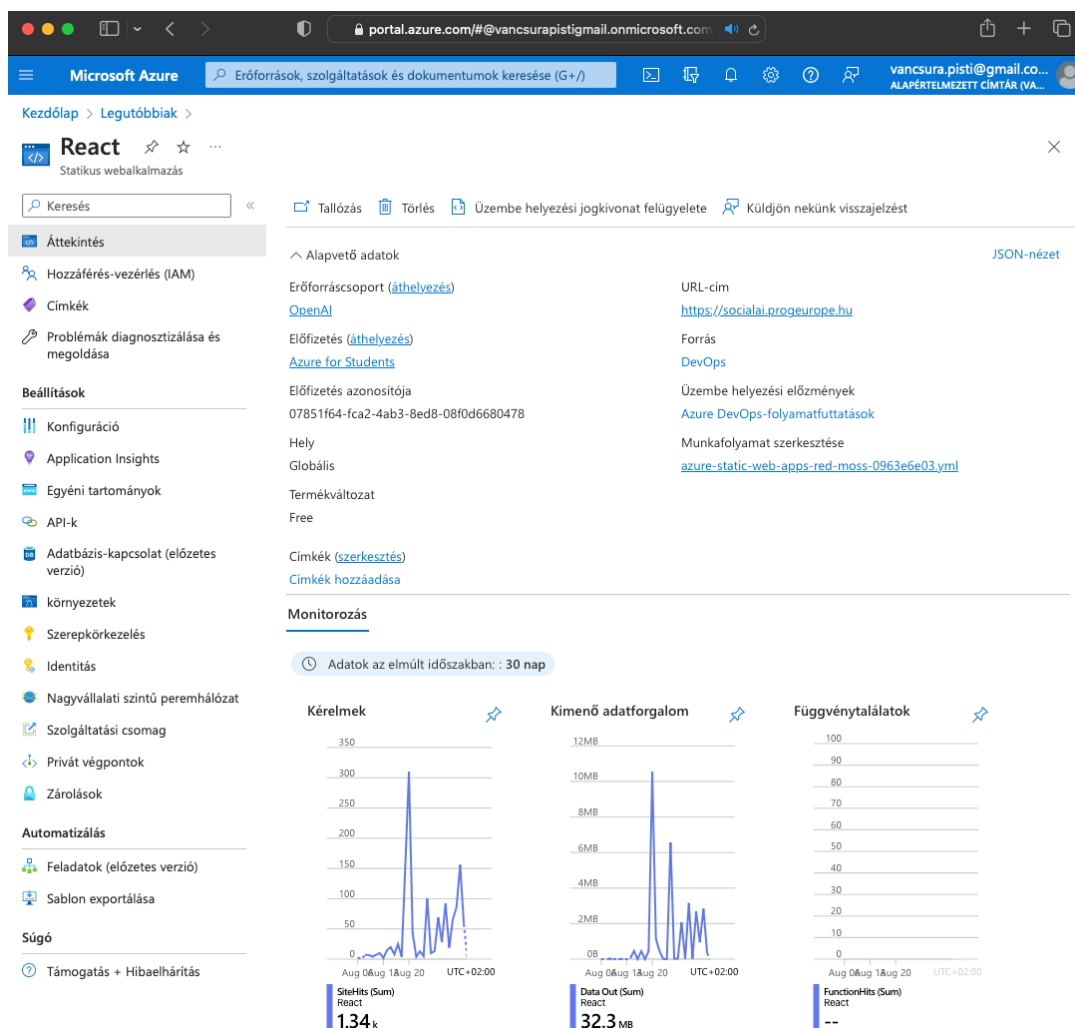 portal.azure.com/#@vancsurapistigmail.onmicrosoft.com
Microsoft Azure
Erőforrások, szolgáltatások és dokumentumok keresése (G+/)
vancsura.pisti@gmail.co...
ALAPÉRTELMEZETT CÍMTÁR (VA...
Kezdőlap > Legutóbbiak >
React
Statikus webalkalmazás
Keresés
Tallózás Törlés Üzembe helyezési jogkivonat felügyelete Küldjön nekünk visszajelzést
Áttekintés
Hozzáférés-vezérlés (IAM)
Címkék
Problémák diagnosztizálása és
megoldása
Beállítások
Konfiguráció
Application Insights
Egyéni tartományok
API-k
Adatbázis-kapcsolat (előzetes
verzió)
környezetek
Szerepkörkezelés
Identitás
Nagyvállalati szintű peremhálózat
Szolgáltatási csomag
Privát végpontok
Zárolások
Automatizálás
Feladatok (előzetes verzió)
Sablon exportálása
Súgó
Támogatás + Hibaelhárítás
Alapvető adatok
JSON-nézet
Erőforráscsoport (áthelyezés)
OpenAI
Előfizetés (áthelyezés)
Azure for Students
Előfizetés azonosítója
07851f64-fca2-4ab3-8ed8-08f0d6680478
Hely
Globális
Termékváltozat
Free
Címkék (szerkesztés)
Címkék hozzáadása
URL-cím
https://socialai.progeurope.hu
Forrás
DevOps
Üzembe helyezési előzmények
Azure DevOps-folyamatfuttatások
Munkafolyamat szerkesztése
azure-static-web-apps-red-moss-0963e6e03.yml
Monitorozás
Adatok az elmúlt időszakban: : 30 nap
Kérelmek
350
300
250
200
150
100
50
0
Aug 20 UTC+02:00
SiteHits (Sum)
React
1.34 k
Kimenő adatforgalom
12MB
10MB
8MB
6MB
4MB
2MB
0B
Aug 20 UTC+02:00
Data Out (Sum)
React
32.3 MB
Függvénytalálatok
100
90
80
70
60
50
40
30
20
10
0
Aug 20 UTC+02:00
FunctionHits (Sum)
React
--